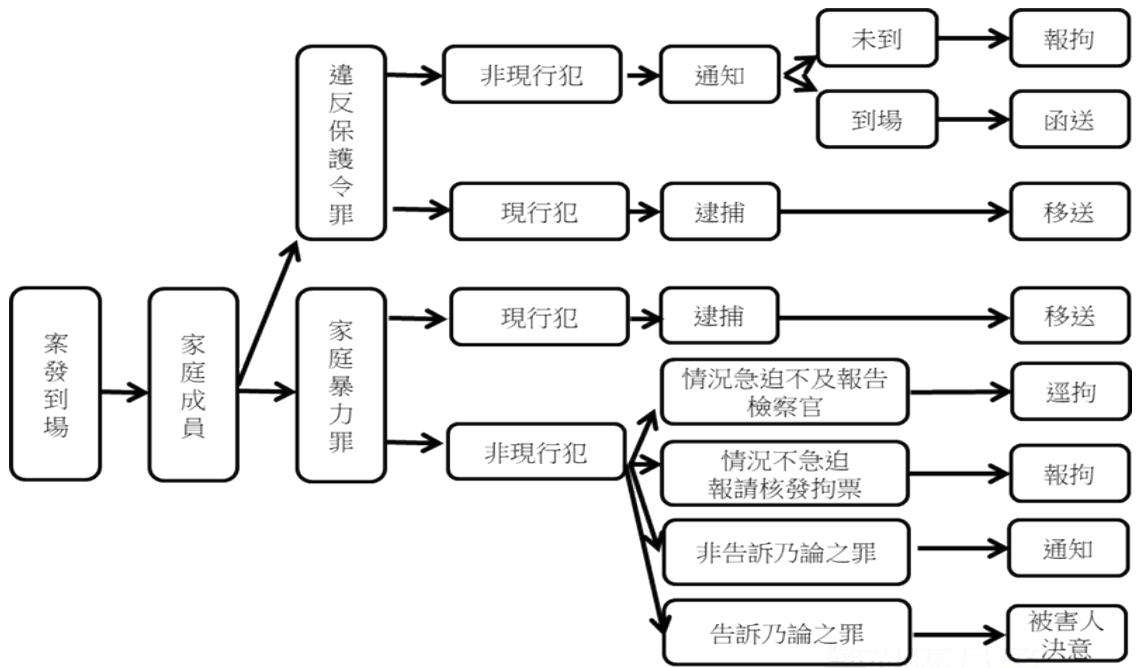 案發到場
家庭成員
違反保護令罪
非現行犯
通知
未到
報拘
到場
函送
現行犯
逮捕
移送
家庭暴力罪
現行犯
逮捕
移送
非現行犯
情況急迫不及報告
檢察官
逕拘
情況不急迫
報請核發拘票
報拘
非告訴乃論之罪
通知
告訴乃論之罪
被害人
決意